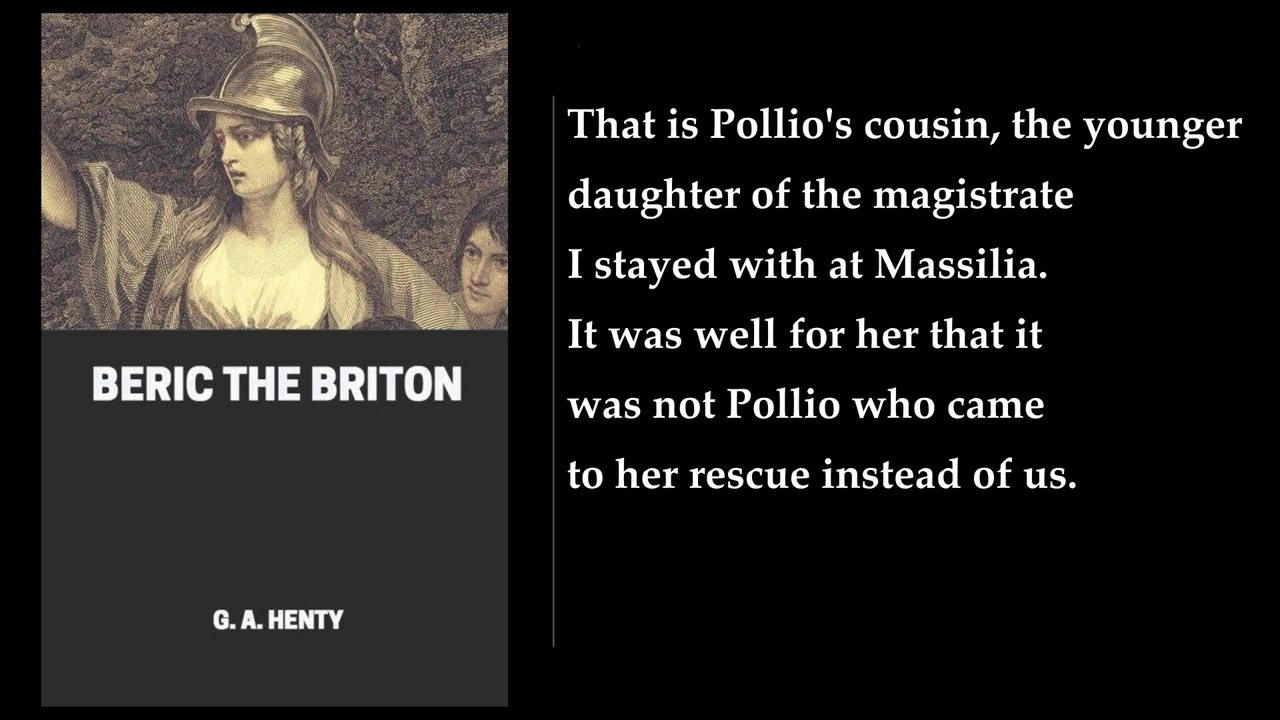 BERIC THE BRITON
G. A. HENTY
That is Pollio's cousin, the younger
daughter of the magistrate
I stayed with at Massilia.
It was well for her that it
was not Pollio who came
to her rescue instead of us.